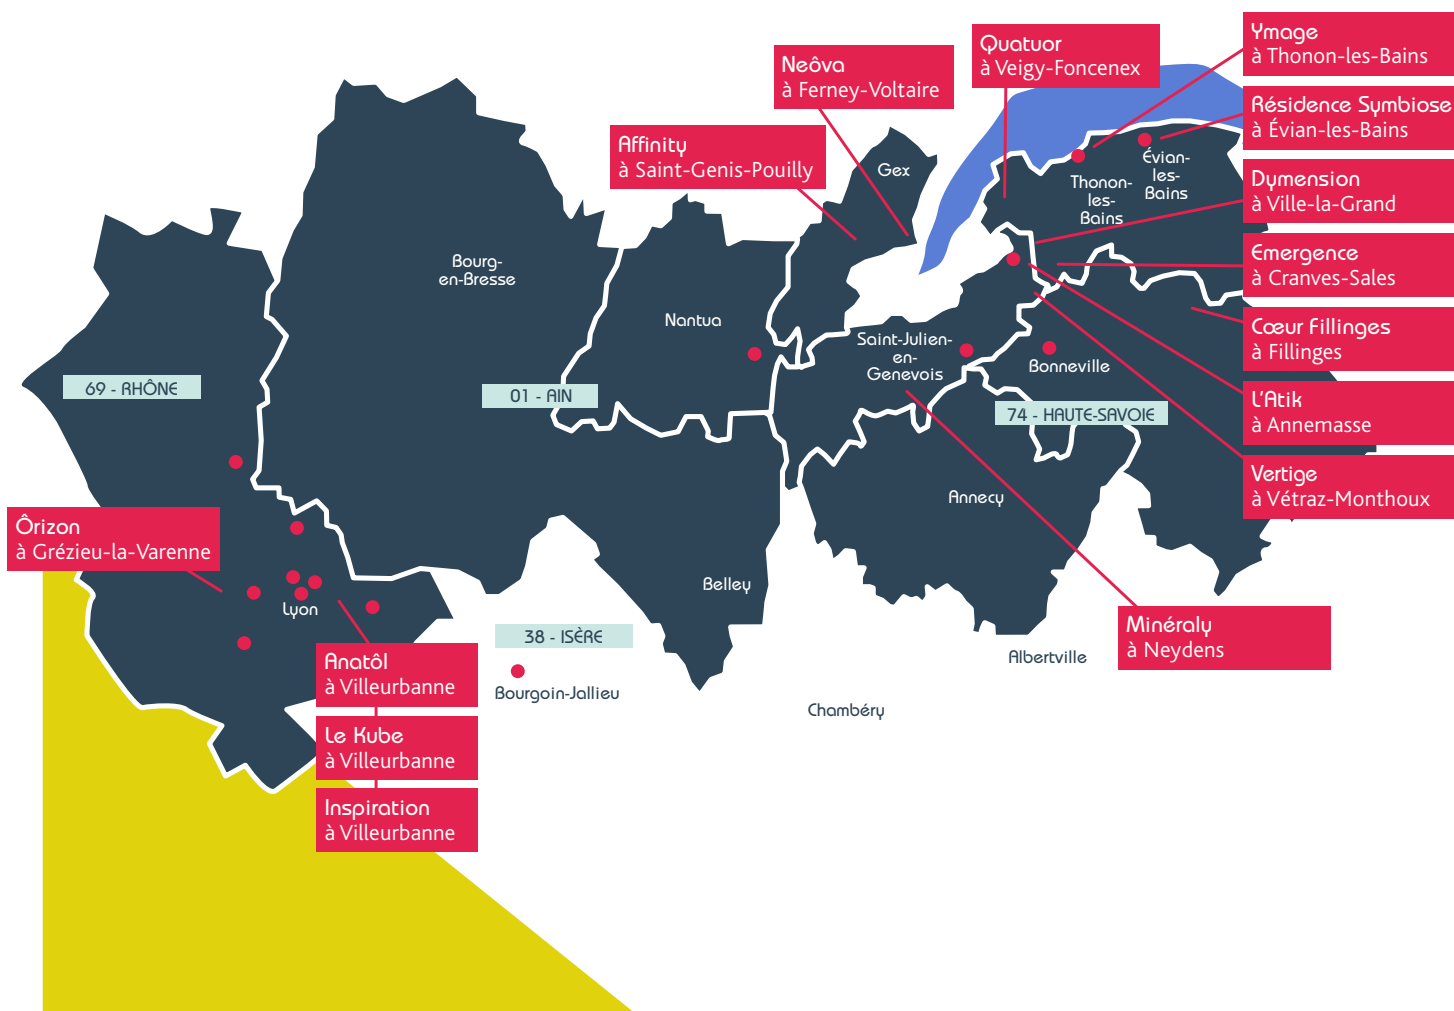 Ymage
à Thonon-les-Bains
Quatuor
à Veigy-Foncenex
Neôva
à Ferney-Voltaire
Résidence Symbiose
à Évian-les-Bains
Affinity
à Saint-Genis-Pouilly
Gex
Évian-
les-
Bains
Thonon-
les-
Bains
Dymension
à Ville-la-Grand
Emergence
à Cranves-Sales
Bourg-
en-Bresse
Nantua
Cœur Fillinges
à Fillinges
Saint-Julien-
en-
Genevois
Bonneville
69 - RHÔNE
01 - AIN
74 - HAUTE-SAVOIE
L'Atik
à Annemasse
Vertige
à Vétraz-Monthoux
Annecy
Ôrizon
à Grézieu-la-Varenne
Belley
Lyon
38 - ISÈRE
Bourgoin-Jallieu
Minéraly
à Neydens
Albertville
Chambéry
Anatôl
à Villeurbanne
Le Kube
à Villeurbanne
Inspiration
à Villeurbanne